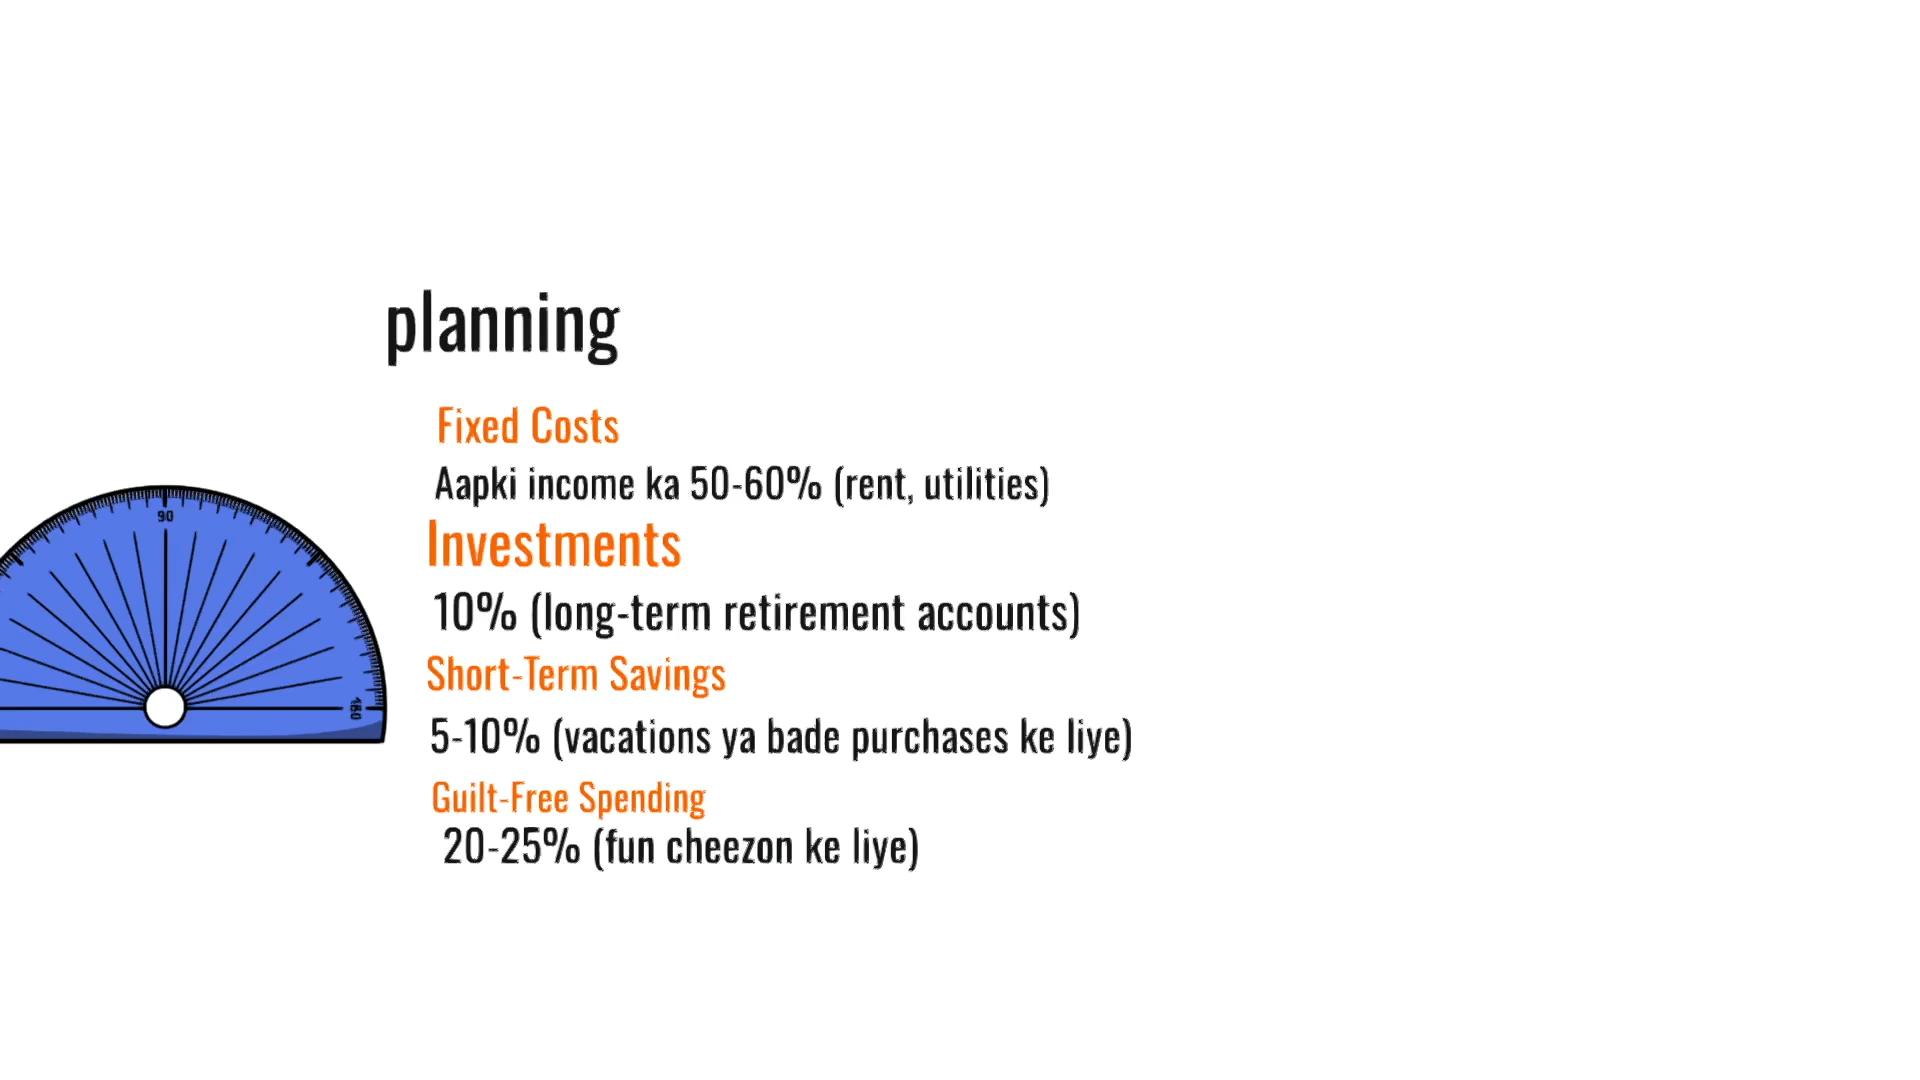 planning
Fixed Costs
Aapki income ka 50-60% (rent, utilities)
Investments
10% (long-term retirement accounts)
Short-Term Savings
5-10% (vacations ya bade purchases ke liye)
Guilt-Free Spending
20-25% (fun cheezon ke liye)
90